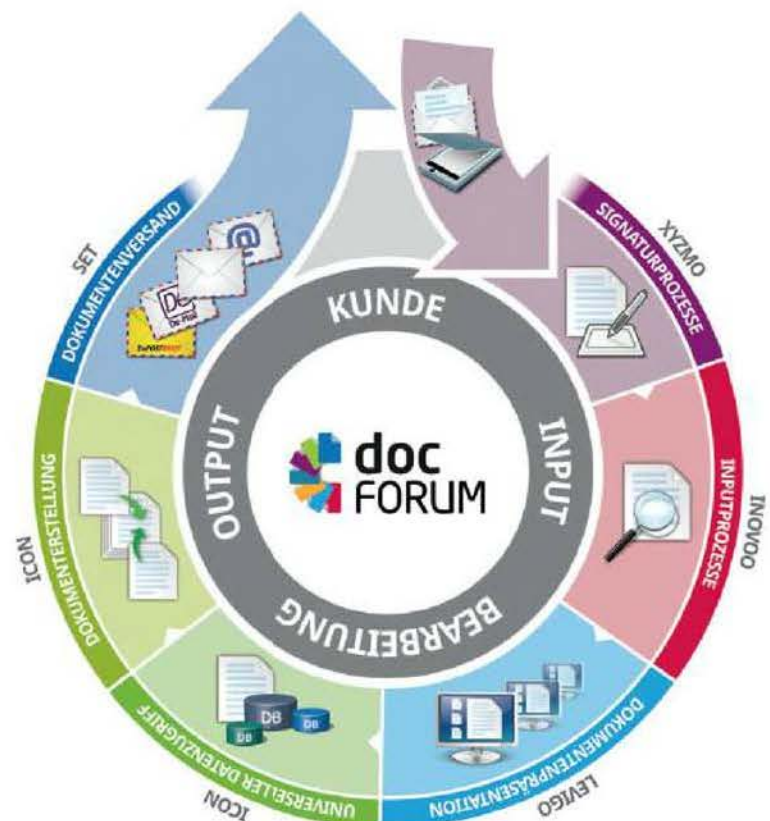 KUNDE
INPUT
BEARBEITUNG
OUTPUT
doc
FORUM
SIGNATURPROZESSE
XYZMO
INPUTPROZESSE
INOVOO
DOKUMENTENPRÄSENTATION
LEVIGO
UNIVERSELLER DATENZUGRIFF
ICON
DB
DB
DB
DOKUMENTERSTELLUNG
ICON
DOKUMENTENVERSAND
SET
@
De